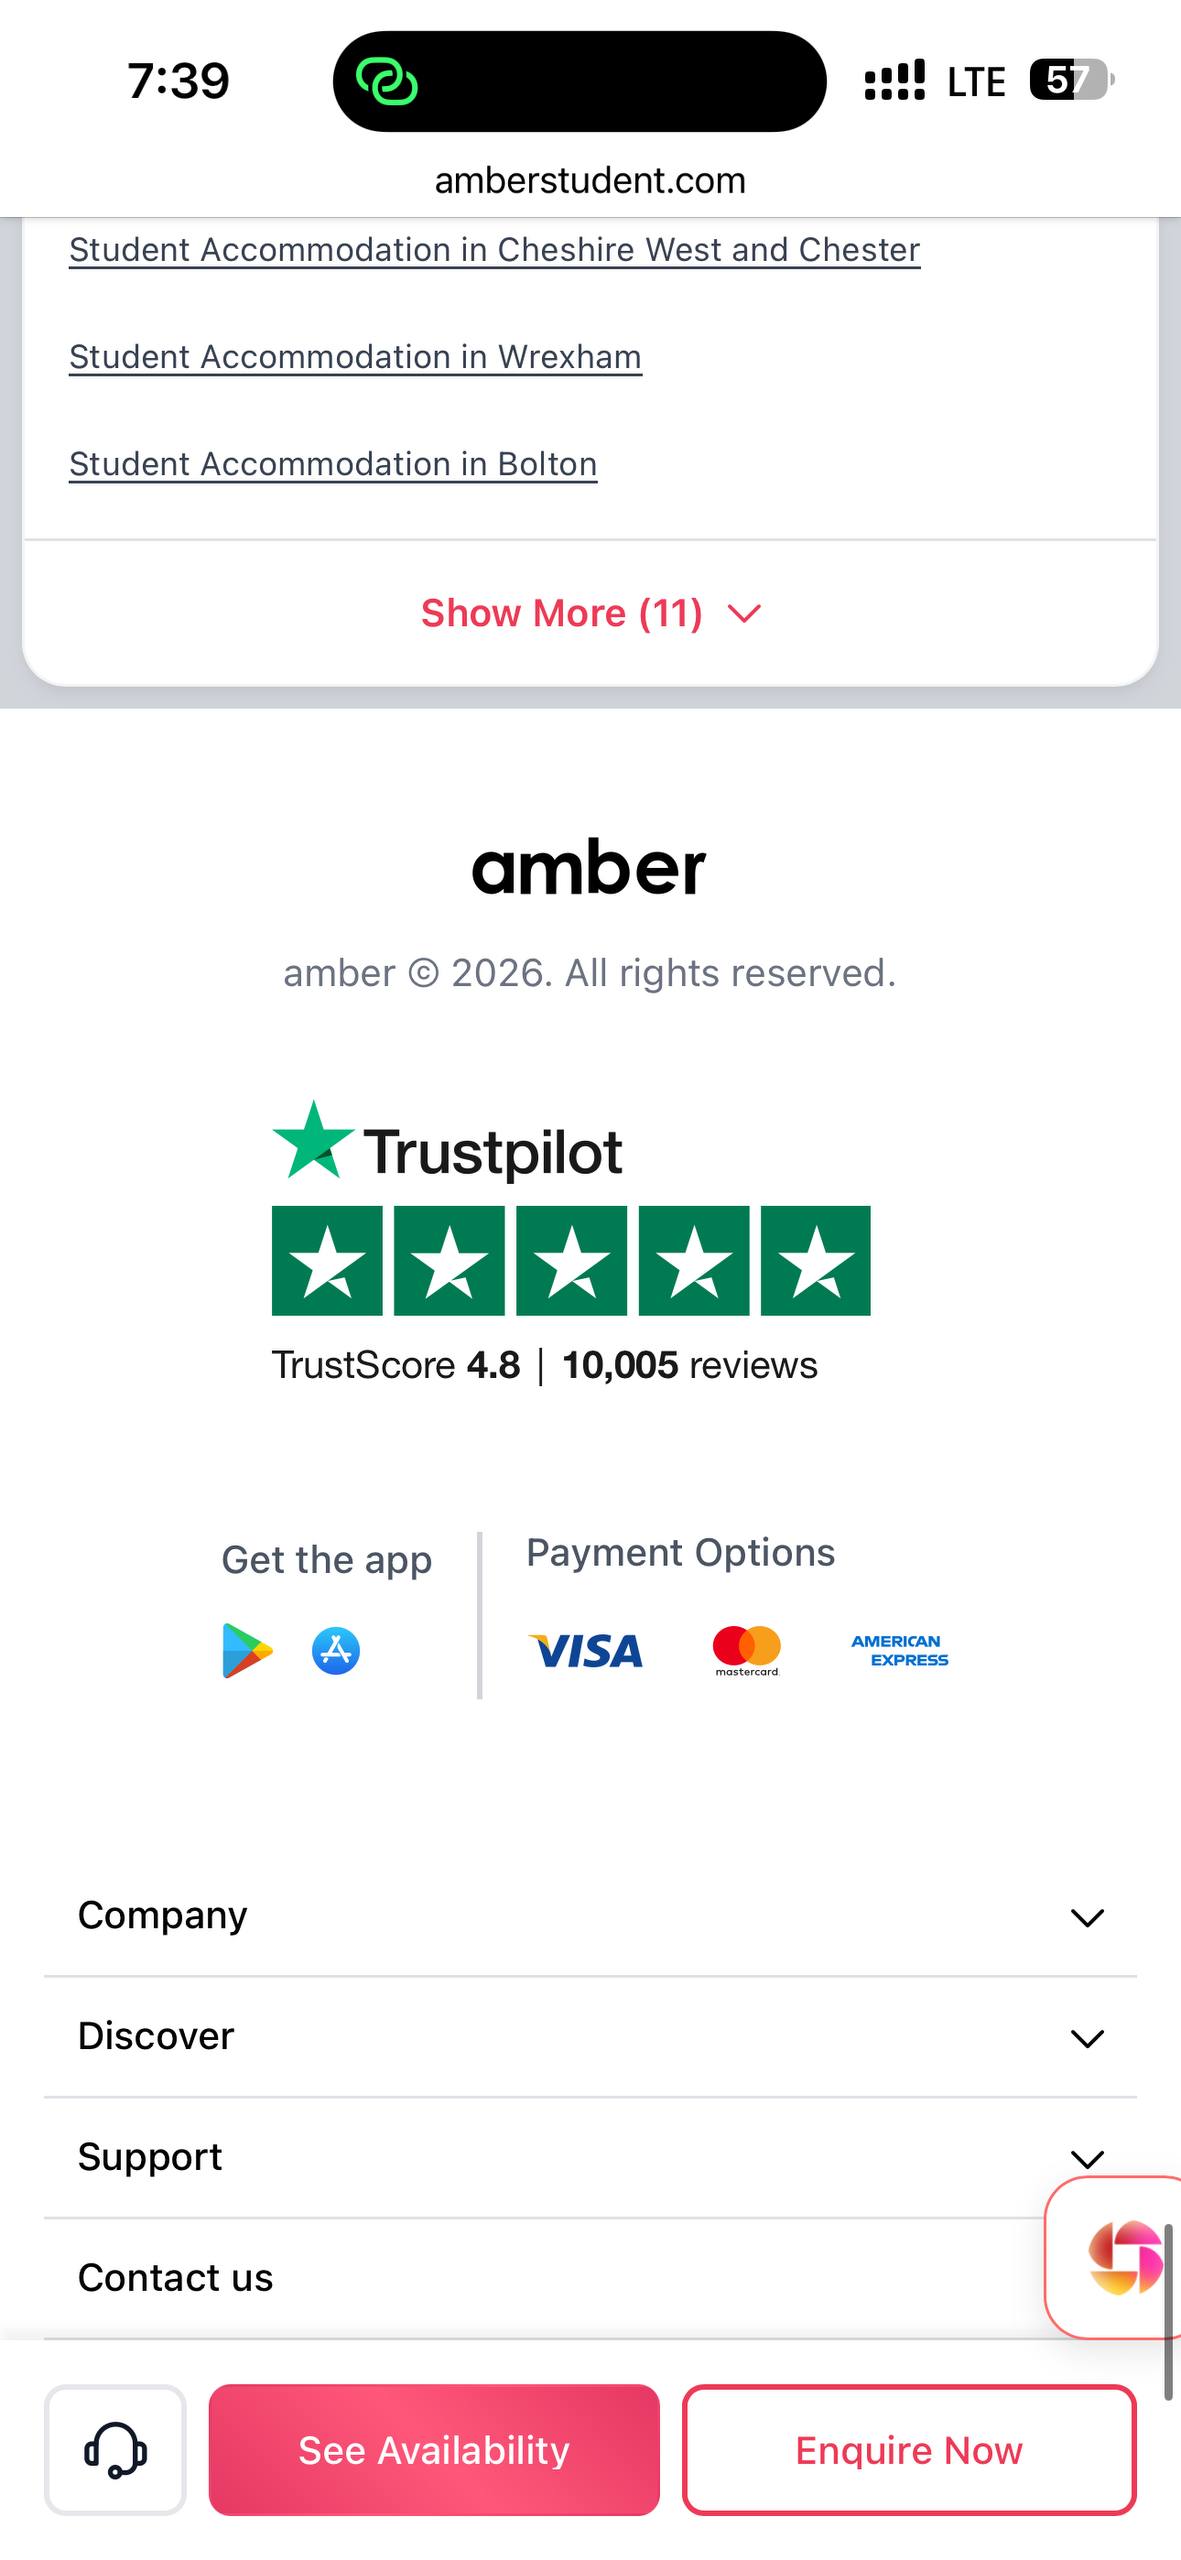 7:39
LTE
57
amberstudent.com
Student Accommodation in Cheshire West and Chester
Student Accommodation in Wrexham
Student Accommodation in Bolton
Show More (11)
amber
amber © 2026. All rights reserved.
Trustpilot
TrustScore 4.8 | 10,005 reviews
Get the app
Payment Options
VISA
mastercard.
AMERICAN
EXPRESS
Company
Discover
Support
Contact us
See Availability
Enquire Now